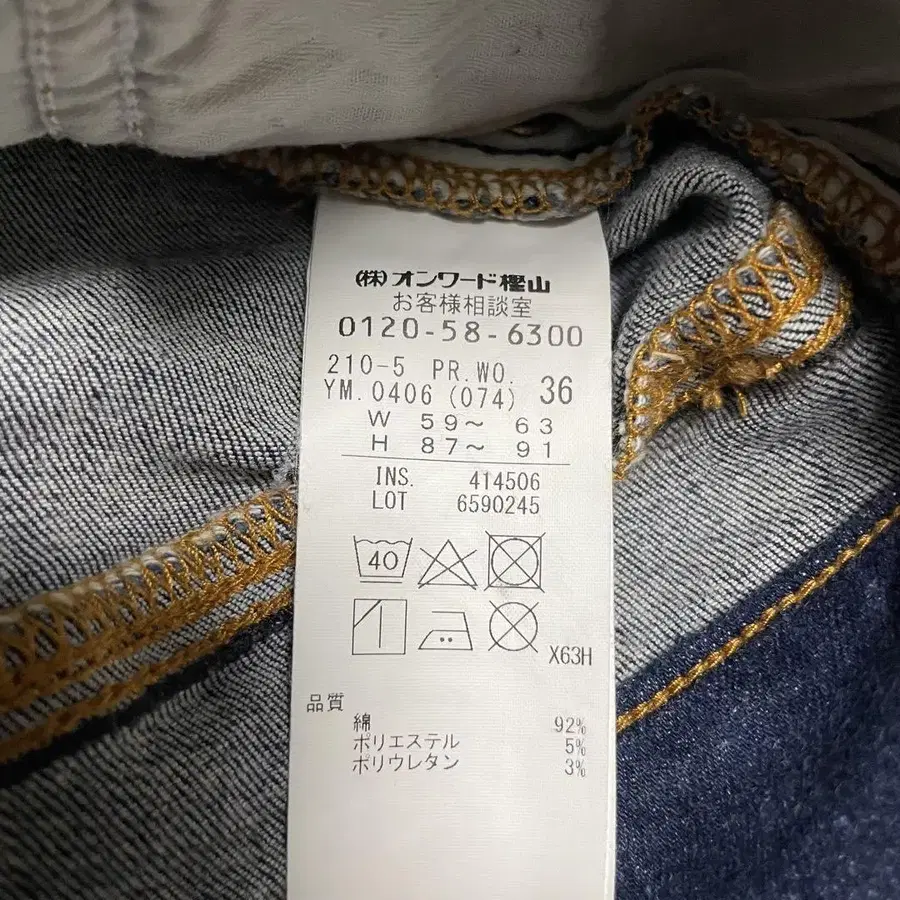 (株)オンワード樫山
お客様相談室
0120-58-6300
210-5 PR.WO. 36
YM.0406 (074)
W 59～ 63
H 87～ 91
INS. 414506
LOT 6590245
40
X63H
品質
綿 92%
ポリエステル 5%
ポリウレタン 3%